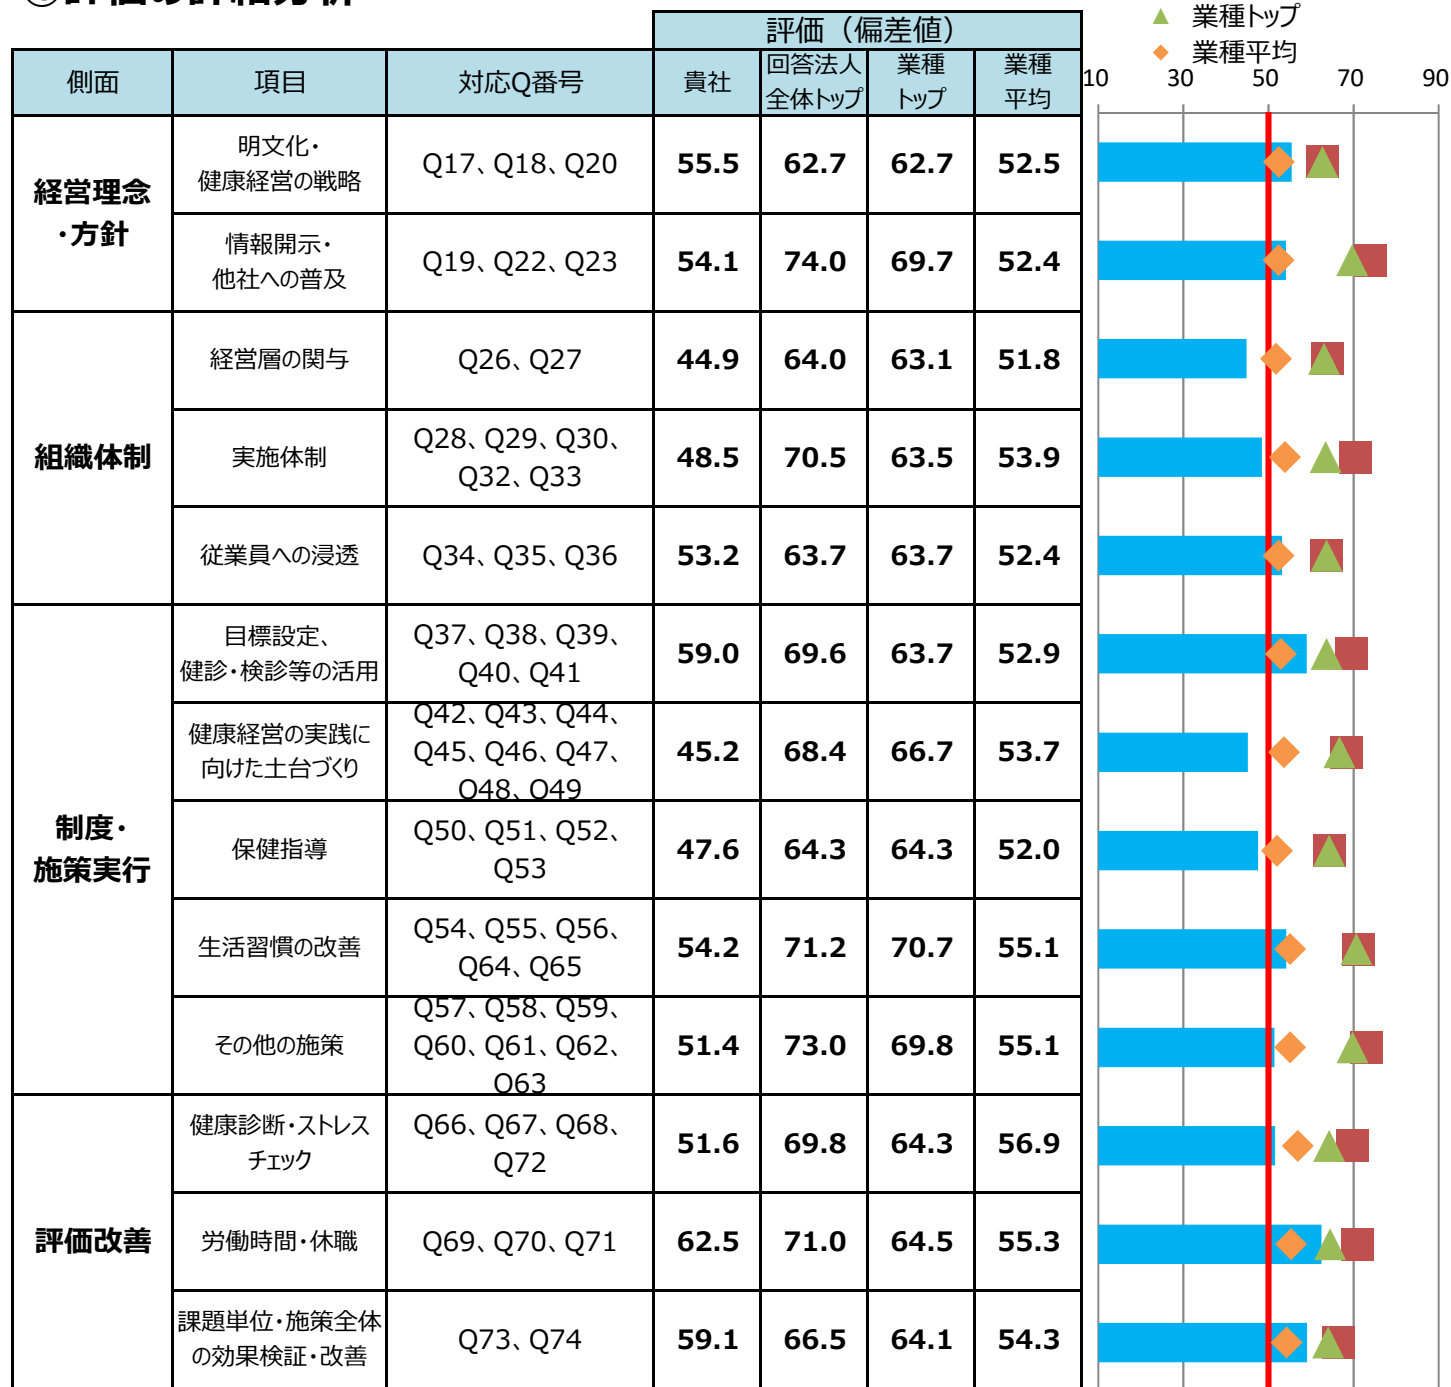 ①評価の詳細分析
▲ 業種トップ
◆ 業種平均
評価（偏差値）
側面 項目 対応Q番号 貴社 回答法人全体トップ 業種トップ 業種平均
10 30 50 70 90
経営理念・方針
明文化・健康経営の戦略 Q17、Q18、Q20 55.5 62.7 62.7 52.5
情報開示・他社への普及 Q19、Q22、Q23 54.1 74.0 69.7 52.4
組織体制
経営層の関与 Q26、Q27 44.9 64.0 63.1 51.8
実施体制 Q28、Q29、Q30、Q32、Q33 48.5 70.5 63.5 53.9
従業員への浸透 Q34、Q35、Q36 53.2 63.7 63.7 52.4
制度・施策実行
目標設定、健診・検診等の活用 Q37、Q38、Q39、Q40、Q41 59.0 69.6 63.7 52.9
健康経営の実践に向けた土台づくり Q42、Q43、Q44、Q45、Q46、Q47、Q48、Q49 45.2 68.4 66.7 53.7
保健指導 Q50、Q51、Q52、Q53 47.6 64.3 64.3 52.0
生活習慣の改善 Q54、Q55、Q56、Q64、Q65 54.2 71.2 70.7 55.1
その他の施策 Q57、Q58、Q59、Q60、Q61、Q62、Q63 51.4 73.0 69.8 55.1
評価改善
健康診断・ストレスチェック Q66、Q67、Q68、Q72 51.6 69.8 64.3 56.9
労働時間・休職 Q69、Q70、Q71 62.5 71.0 64.5 55.3
課題単位・施策全体の効果検証・改善 Q73、Q74 59.1 66.5 64.1 54.3